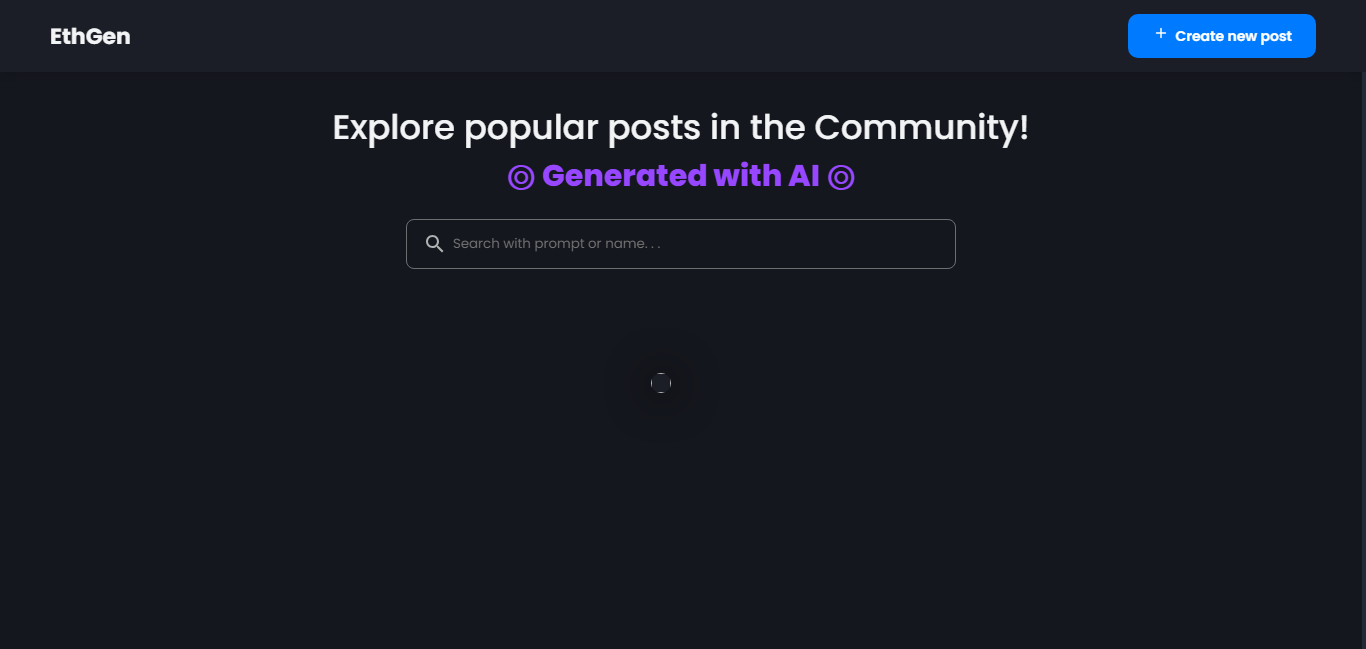 EthGen
+ Create new post
Explore popular posts in the Community!
◎ Generated with AI ◎
Search with prompt or name. . .